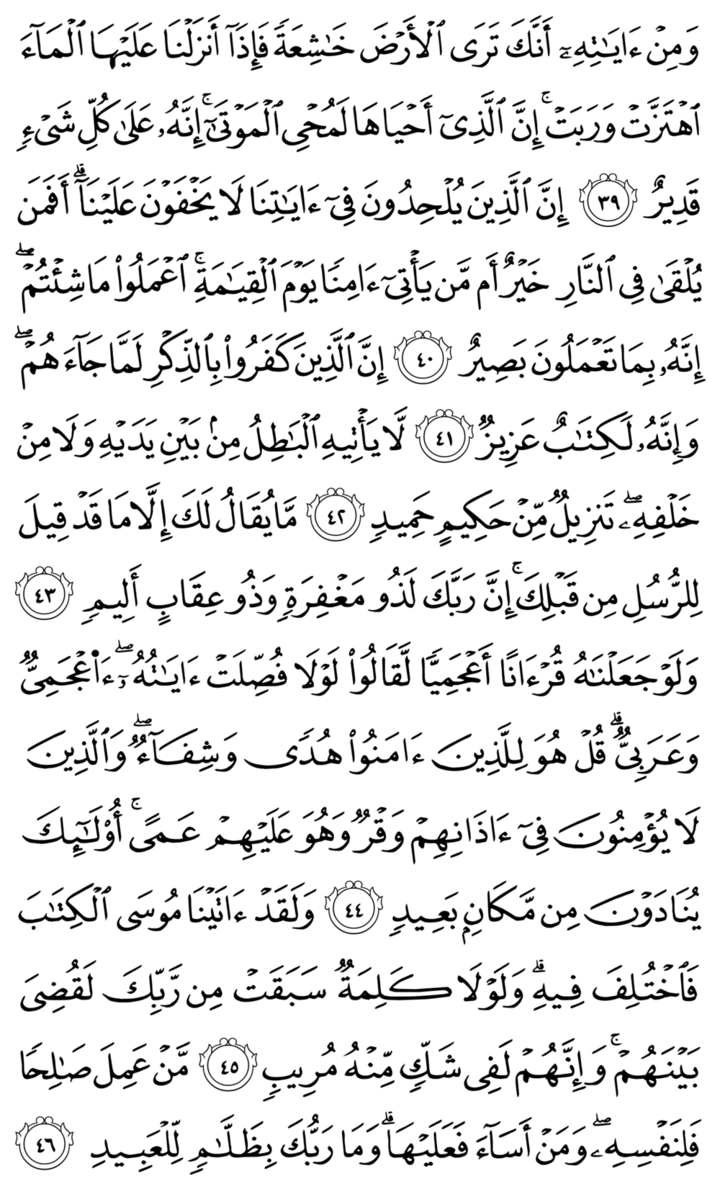 وَمِنۡ ءَايَٰتِهِۦٓ أَنَّكَ تَرَى ٱلۡأَرۡضَ خَٰشِعَةٗ فَإِذَآ أَنزَلۡنَا عَلَيۡهَا ٱلۡمَآءَ
ٱهۡتَزَّتۡ وَرَبَتۡۚ إِنَّ ٱلَّذِيٓ أَحۡيَاهَا لَمُحۡيِ ٱلۡمَوۡتَىٰٓۚ إِنَّهُۥ عَلَىٰ كُلِّ شَيۡءٖ
قَدِيرٌ ٣٩ إِنَّ ٱلَّذِينَ يُلۡحِدُونَ فِيٓ ءَايَٰتِنَا لَا يَخۡفَوۡنَ عَلَيۡنَآۗ أَفَمَن
يُلۡقَىٰ فِي ٱلنَّارِ خَيۡرٌ أَم مَّن يَأۡتِيٓ ءَامِنٗا يَوۡمَ ٱلۡقِيَٰمَةِۚ ٱعۡمَلُواْ مَا شِئۡتُمۡۖ
إِنَّهُۥ بِمَا تَعۡمَلُونَ بَصِيرٌ ٤٠ إِنَّ ٱلَّذِينَ كَفَرُواْ بِٱلذِّكۡرِ لَمَّا جَآءَهُمۡۖ
وَإِنَّهُۥ لَكِتَٰبٌ عَزِيزٞ ٤١ لَّا يَأۡتِيهِ ٱلۡبَٰطِلُ مِنۢ بَيۡنِ يَدَيۡهِ وَلَا مِنۡ
خَلۡفِهِۦۖ تَنزِيلٞ مِّنۡ حَكِيمٍ حَمِيدٖ ٤٢ مَّا يُقَالُ لَكَ إِلَّا مَا قَدۡ قِيلَ
لِلرُّسُلِ مِن قَبۡلِكَۚ إِنَّ رَبَّكَ لَذُو مَغۡفِرَةٖ وَذُو عِقَابٍ أَلِيمٖ ٤٣
وَلَوۡ جَعَلۡنَٰهُ قُرۡءَانًا أَعۡجَمِيّٗا لَّقَالُواْ لَوۡلَا فُصِّلَتۡ ءَايَٰتُهُۥٓۖ ءَا۬عۡجَمِيّٞ
وَعَرَبِيّٞۗ قُلۡ هُوَ لِلَّذِينَ ءَامَنُواْ هُدٗى وَشِفَآءٞۖ وَٱلَّذِينَ
لَا يُؤۡمِنُونَ فِيٓ ءَاذَانِهِمۡ وَقۡرٞ وَهُوَ عَلَيۡهِمۡ عَمًىۚ أُوْلَٰٓئِكَ
يُنَادَوۡنَ مِن مَّكَانِۭ بَعِيدٖ ٤٤ وَلَقَدۡ ءَاتَيۡنَا مُوسَى ٱلۡكِتَٰبَ
فَٱخۡتُلِفَ فِيهِۗ وَلَوۡلَا كَلِمَةٞ سَبَقَتۡ مِن رَّبِّكَ لَقُضِيَ
بَيۡنَهُمۡۚ وَإِنَّهُمۡ لَفِي شَكّٖ مِّنۡهُ مُرِيبٖ ٤٥ مَّنۡ عَمِلَ صَٰلِحٗا
فَلِنَفۡسِهِۦۖ وَمَنۡ أَسَآءَ فَعَلَيۡهَاۗ وَمَا رَبُّكَ بِظَلَّٰمٖ لِّلۡعَبِيدِ ٤٦